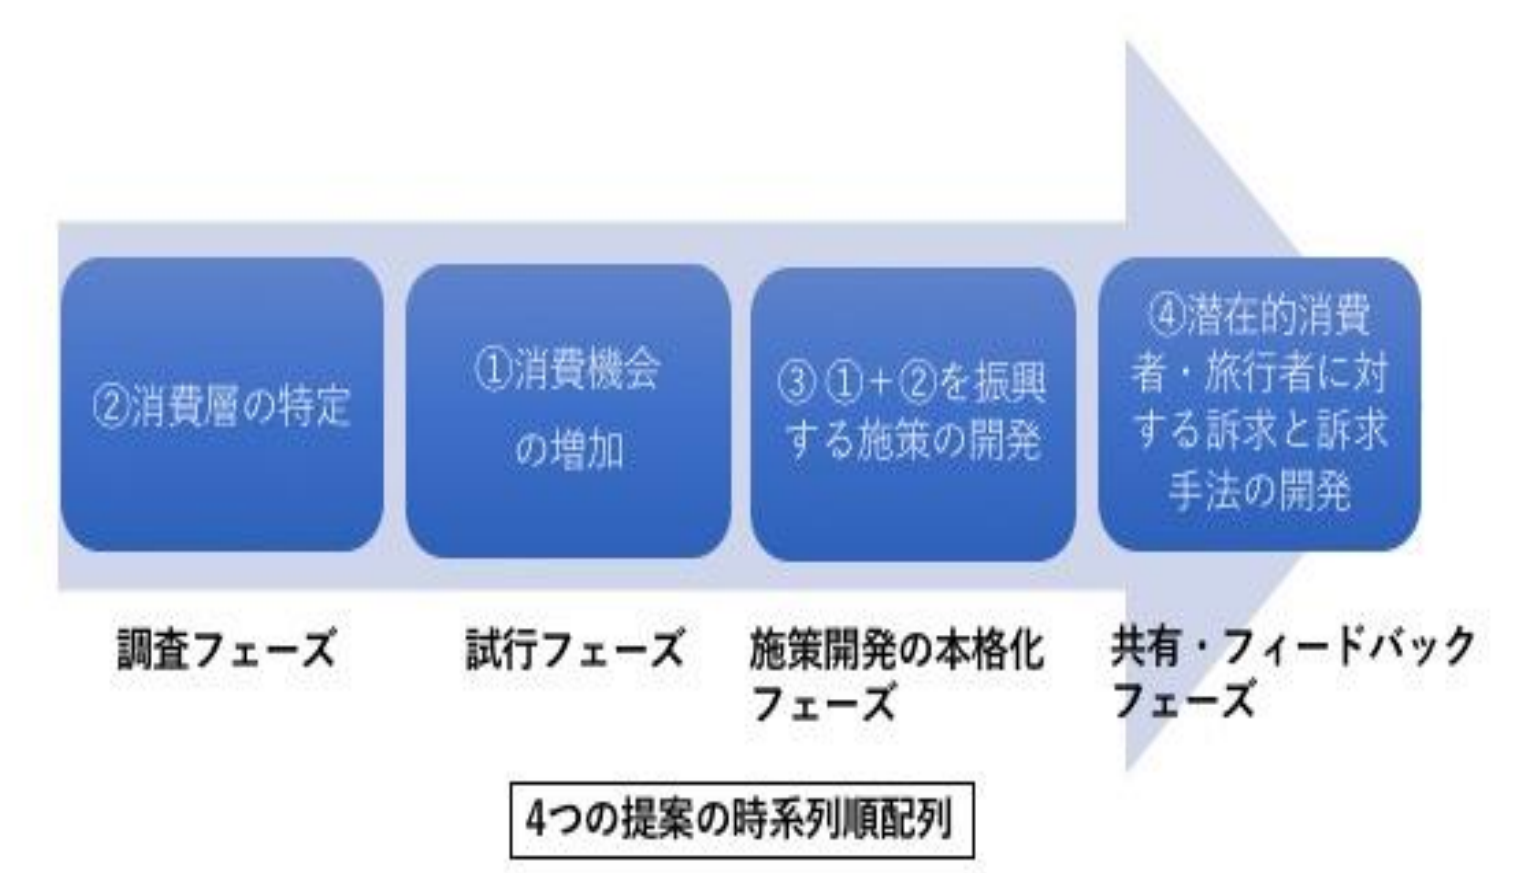 ②消費層の特定
①消費機会
の増加
③ ①＋②を振興
する施策の開発
④潜在的消費
者・旅行者に対
する訴求と訴求
手法の開発
調査フェーズ
試行フェーズ
施策開発の本格化
フェーズ
共有・フィードバック
フェーズ
4つの提案の時系列順配列